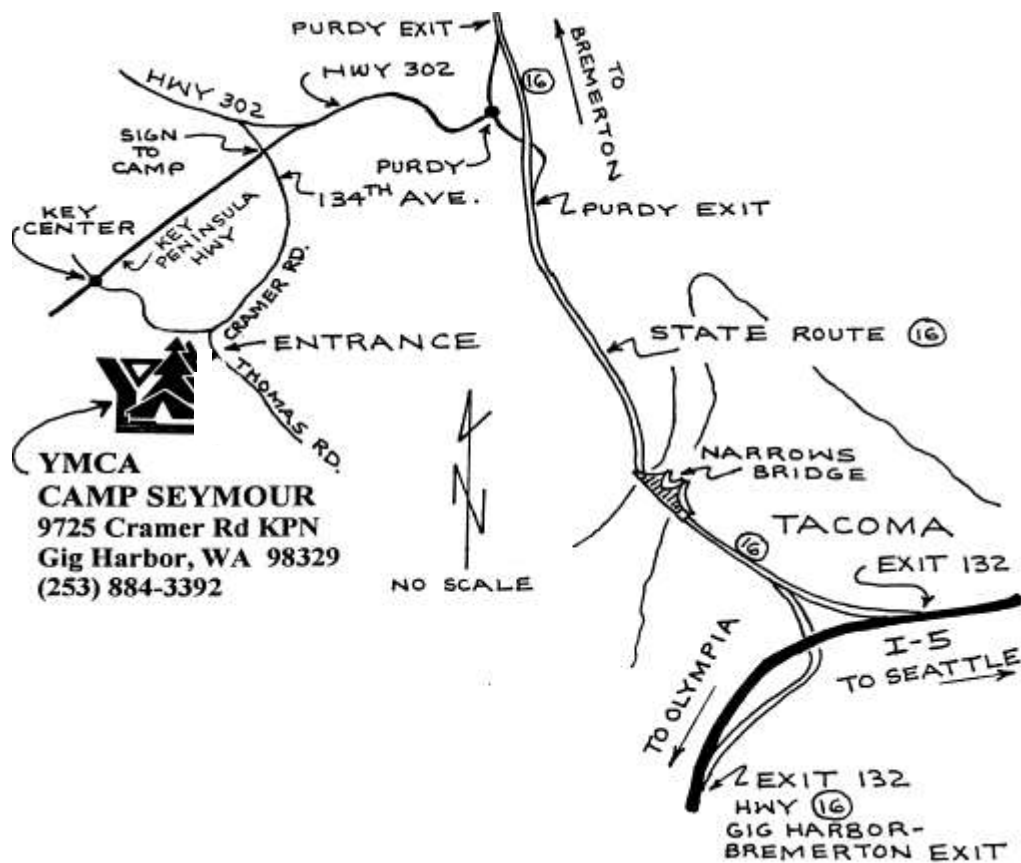 PURDY EXIT
HWY 302
16
TO
BREMERTON
HWY 302
SIGN
TO
CAMP
PURDY
134TH AVE.
PURDY EXIT
KEY
CENTER
KEY
PENINSULA
HWY
CRAMER RD.
ENTRANCE
THOMAS RD.
STATE ROUTE 16
YMCA
CAMP SEYMOUR
9725 Cramer Rd KPN
Gig Harbor, WA 98329
(253) 884-3392
N
NO SCALE
NARROWS
BRIDGE
TACOMA
16
EXIT 132
I-5
TO SEATTLE
TO OLYMPIA
EXIT 132
HWY 16
GIG HARBOR-
BREMERTON EXIT